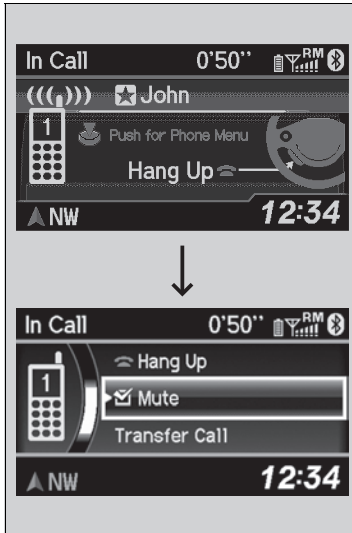 In Call 0'50'' RM
John
1
Push for Phone Menu
Hang Up
NW 12:34
In Call 0'50'' RM
Hang Up
1
Mute
Transfer Call
NW 12:34